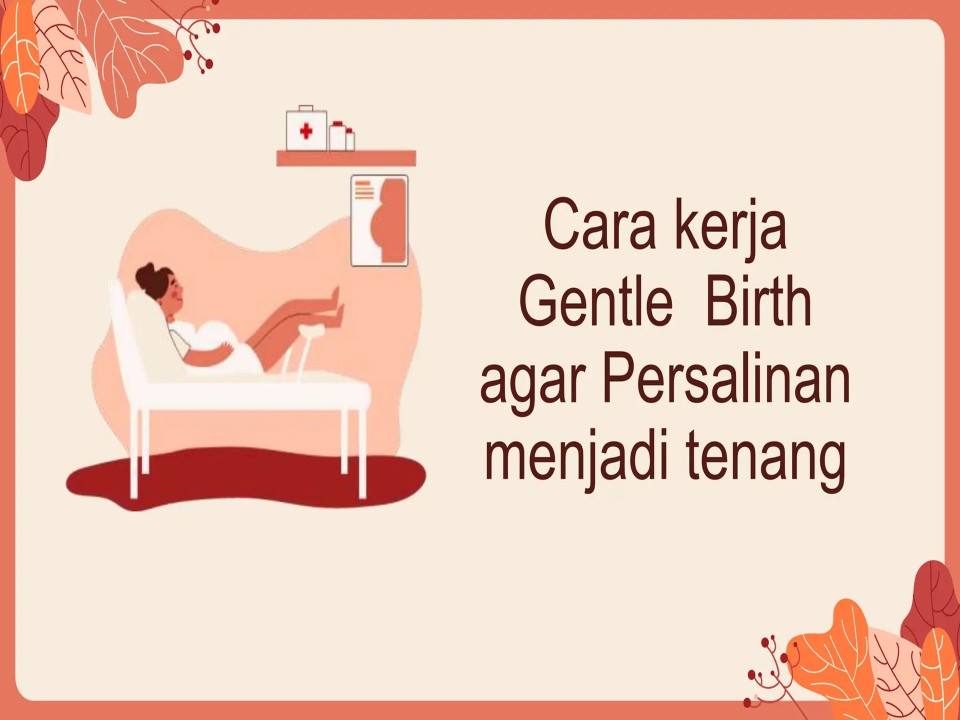 Cara kerja
Gentle  Birth
agar Persalinan
menjadi tenang